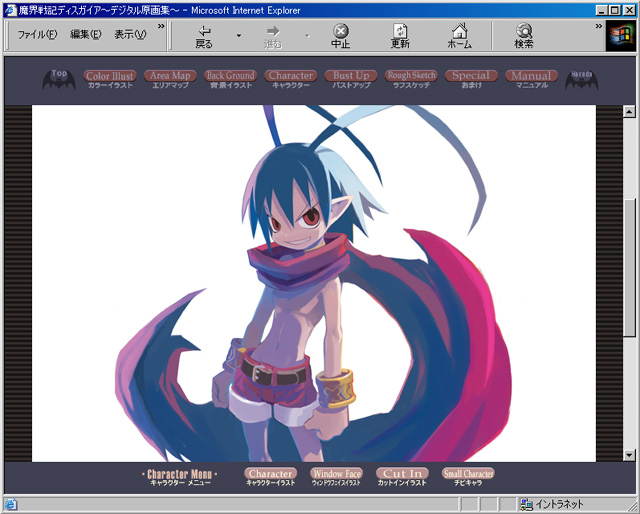 魔界戦記ディスガイア～デジタル原画集～ - Microsoft Internet Explorer
ファイル(F) 編集(E) 表示(V) » 戻る 進む » 中止 更新 ホーム 検索 »
Top Color Illust Area Map Back Ground Character Bust Up Rough Sketch Special Manual Harada
カラーイラスト エリアマップ 背景イラスト キャラクター バストアップ ラフスケッチ おまけ マニュアル
・Character Menu・ Character Window Face Cut In Small Character
キャラクター メニュー キャラクターイラスト ウィンドウフェイスイラスト カットインイラスト チビキャラ
イントラネット